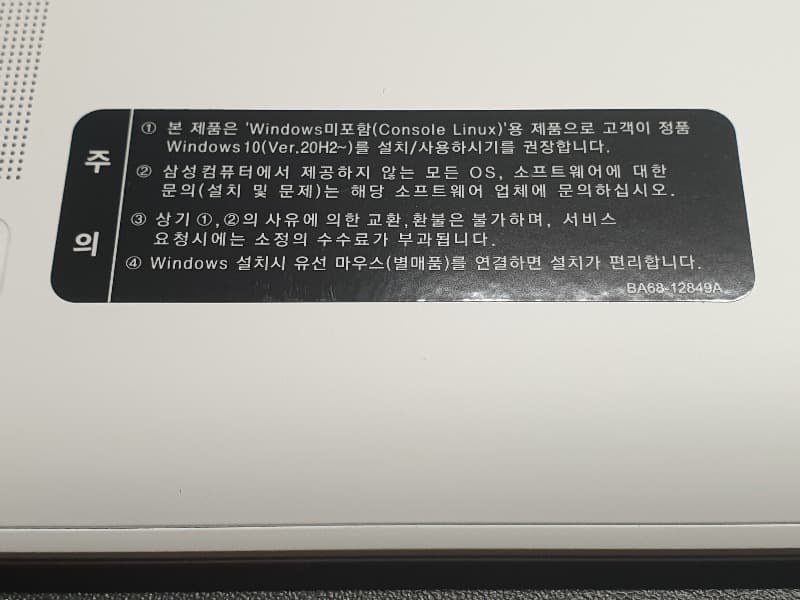 주의
① 본 제품은 'Windows미포함(Console Linux)'용 제품으로 고객이 정품
Windows10(Ver.20H2~)를 설치/사용하시기를 권장합니다.
② 삼성컴퓨터에서 제공하지 않는 모든 OS, 소프트웨어에 대한
문의(설치 및 문제)는 해당 소프트웨어 업체에 문의하십시오.
③ 상기 ①,②의 사유에 의한 교환,환불은 불가하며, 서비스
요청시에는 소정의 수수료가 부과됩니다.
④ Windows 설치시 유선 마우스(별매품)를 연결하면 설치가 편리합니다.
BA68-12849A